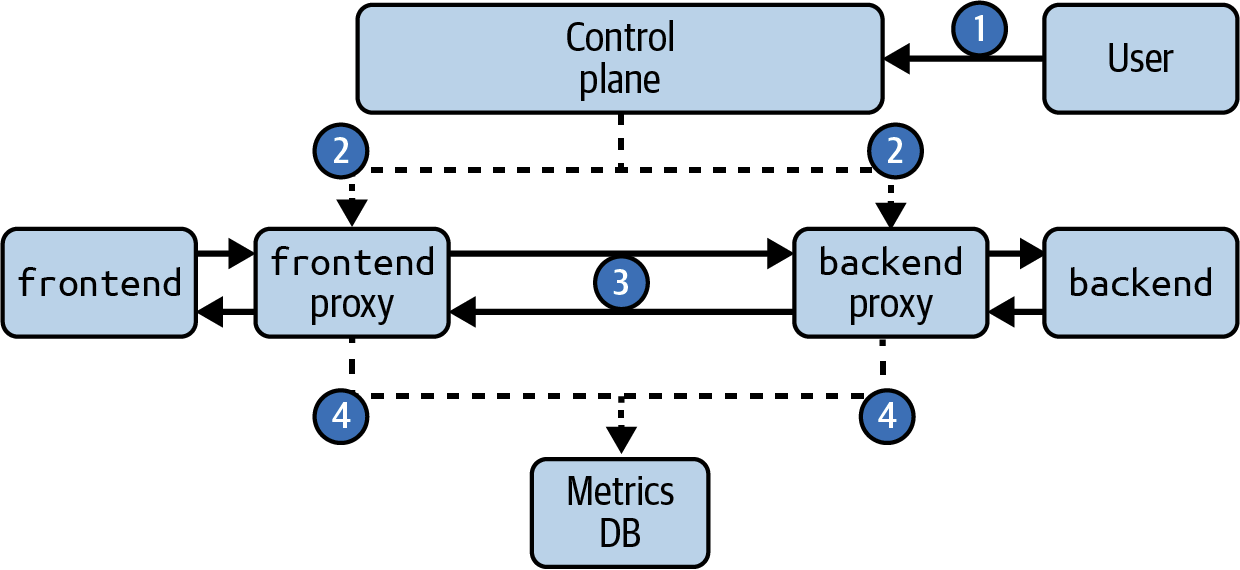 Control
plane
1
User
2
2
frontend
frontend
proxy
3
backend
proxy
backend
4
4
Metrics
DB